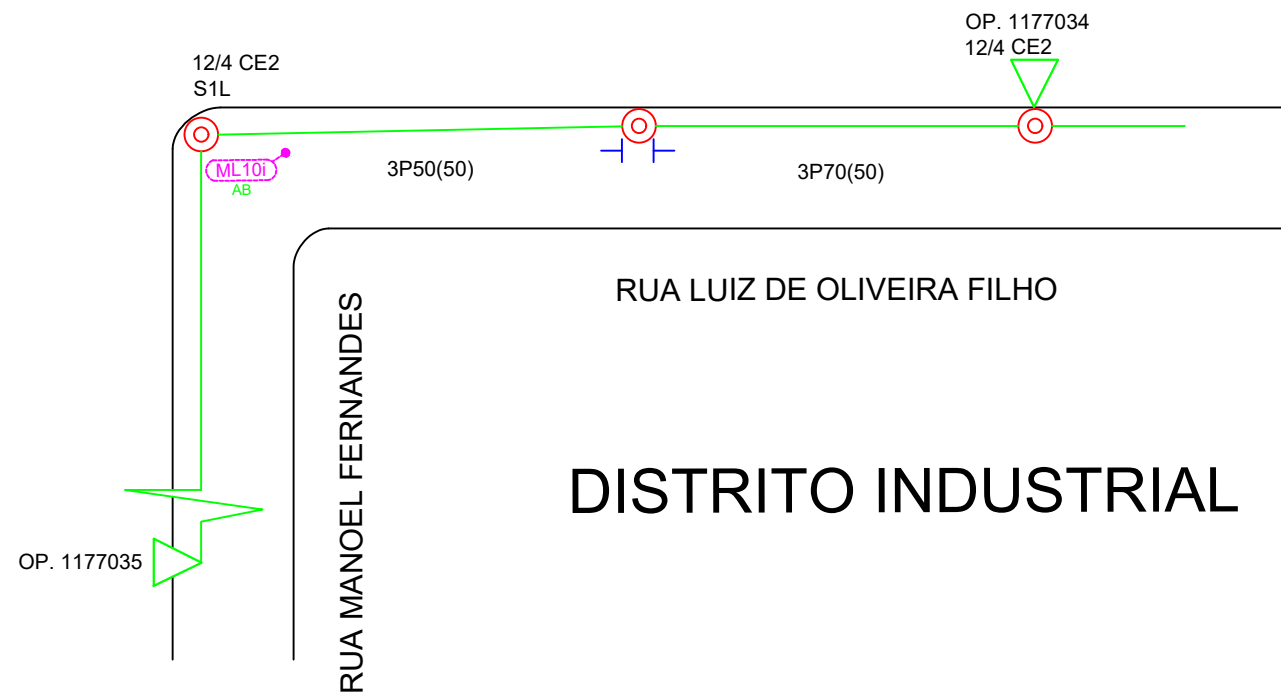 OP. 1177034
12/4 CE2
12/4 CE2
S1L
ML10i
AB
3P50(50)
3P70(50)
RUA LUIZ DE OLIVEIRA FILHO
RUA MANOEL FERNANDES
DISTRITO INDUSTRIAL
OP. 1177035